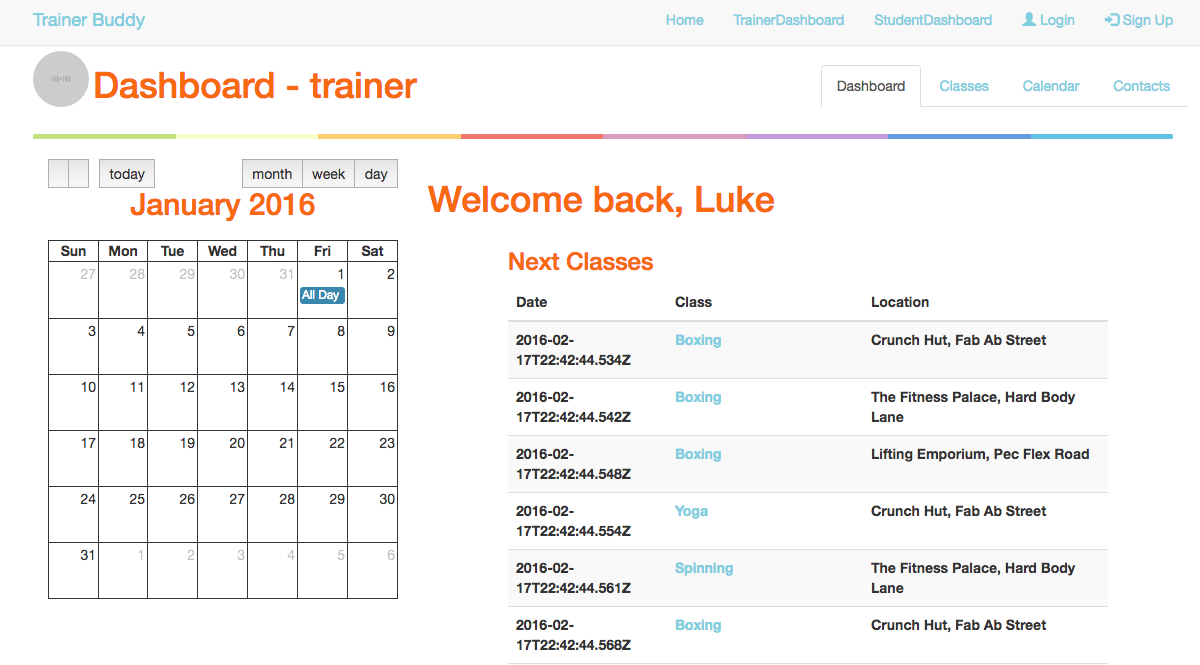 Trainer Buddy
Home TrainerDashboard StudentDashboard Login Sign Up
Dashboard - trainer
Dashboard Classes Calendar Contacts
today month week day
January 2016
Welcome back, Luke
Sun Mon Tue Wed Thu Fri Sat
27 28 29 30 31 1 2
All Day
3 4 5 6 7 8 9
10 11 12 13 14 15 16
17 18 19 20 21 22 23
24 25 26 27 28 29 30
31 1 2 3 4 5 6
Next Classes
Date Class Location
2016-02- Boxing Crunch Hut, Fab Ab Street
17T22:42:44.534Z
2016-02- Boxing The Fitness Palace, Hard Body
17T22:42:44.542Z Lane
2016-02- Boxing Lifting Emporium, Pec Flex Road
17T22:42:44.548Z
2016-02- Yoga Crunch Hut, Fab Ab Street
17T22:42:44.554Z
2016-02- Spinning The Fitness Palace, Hard Body
17T22:42:44.561Z Lane
2016-02- Boxing Crunch Hut, Fab Ab Street
17T22:42:44.568Z